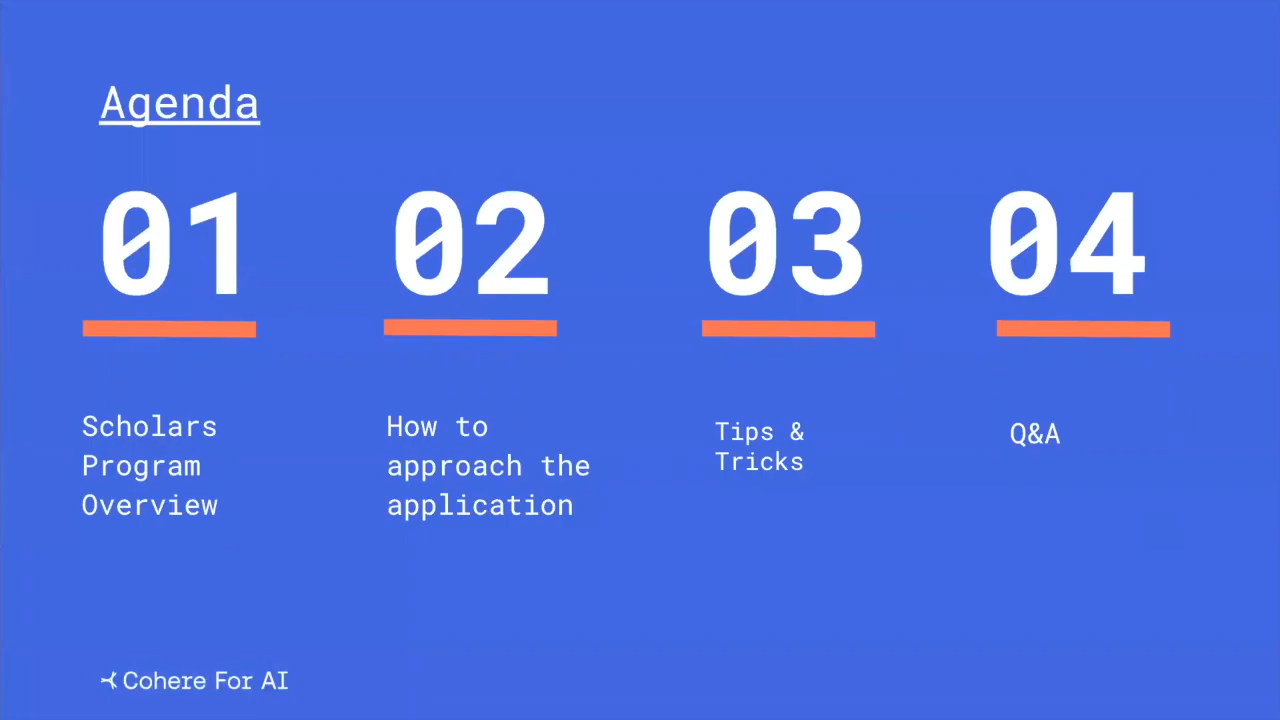 Agenda
01
02
03
04
Scholars
Program
Overview
How to
approach the
application
Tips &
Tricks
Q&A
Cohere For AI